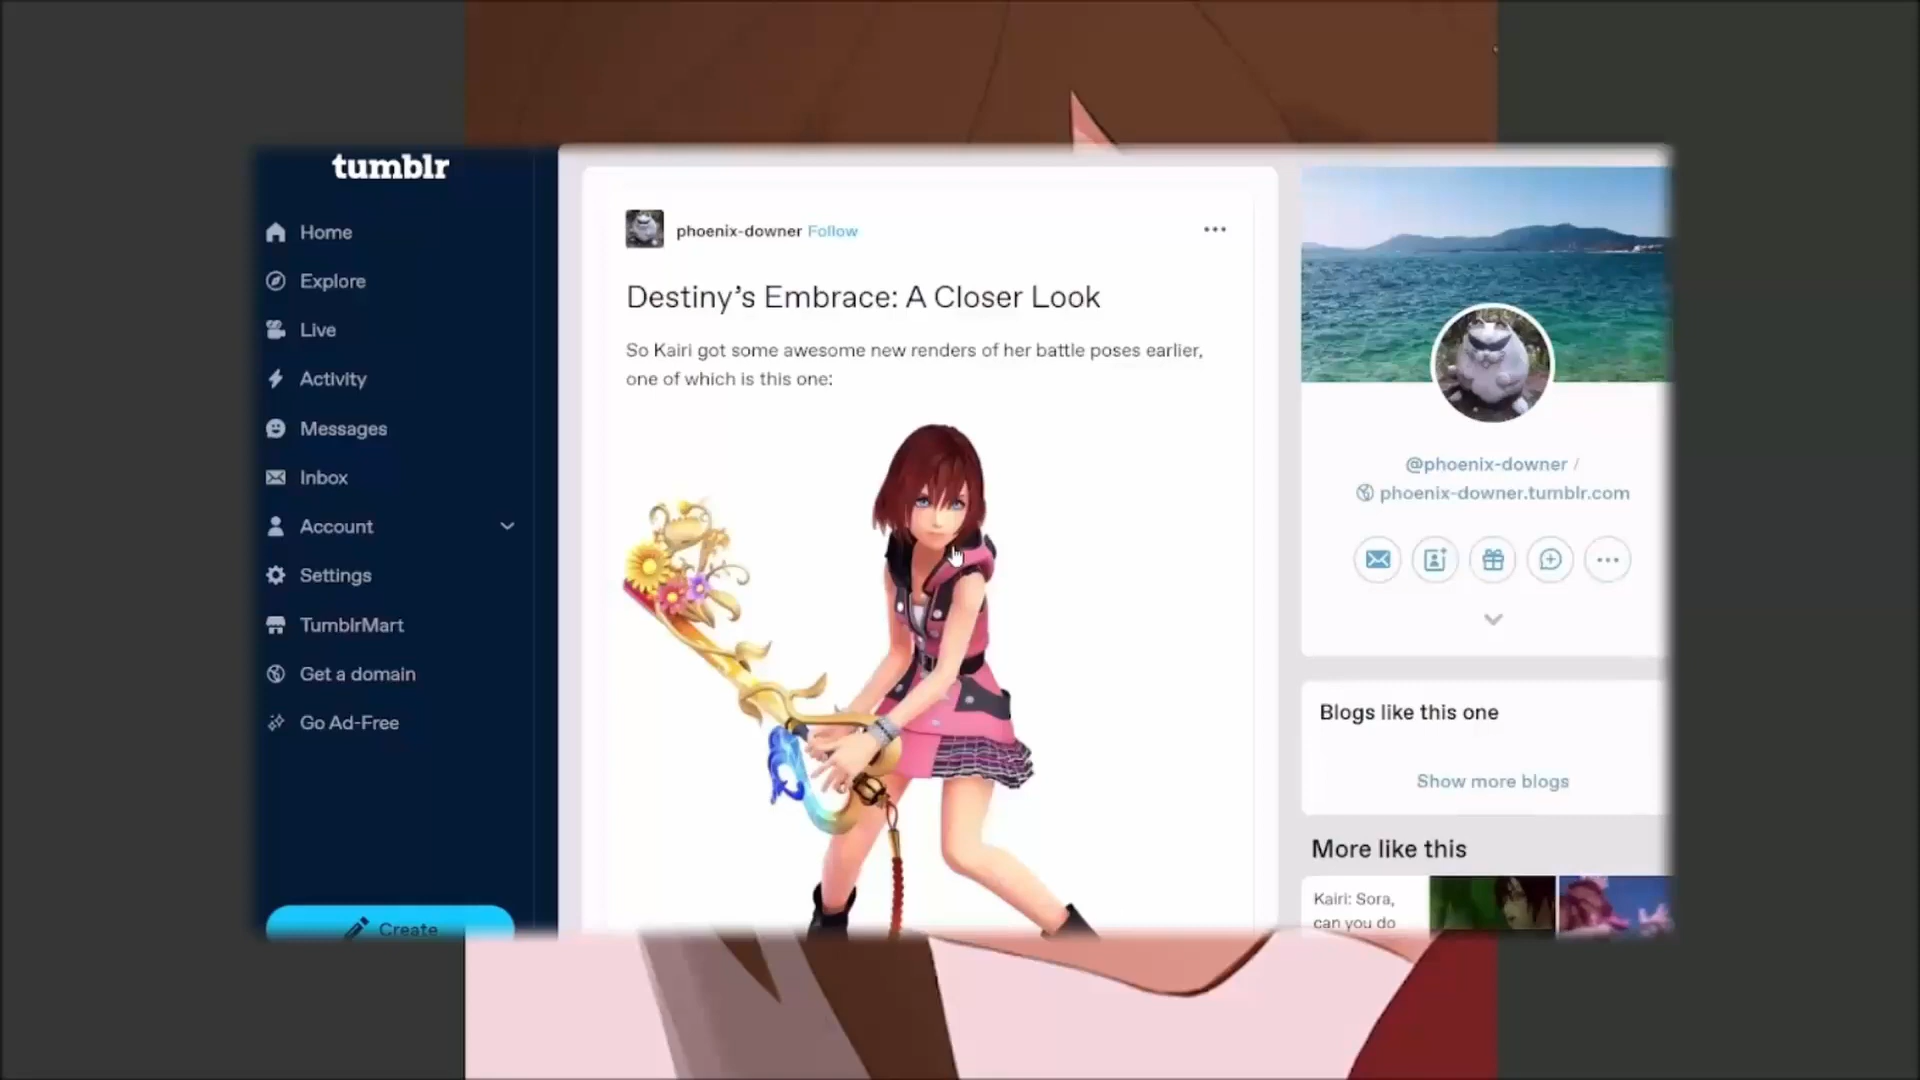 tumblr
Home
Explore
Live
Activity
Messages
Inbox
Account
Settings
TumblrMart
Get a domain
Go Ad-Free
Create
phoenix-downer Follow
Destiny’s Embrace: A Closer Look
So Kairi got some awesome new renders of her battle poses earlier,
one of which is this one:
@phoenix-downer /
phoenix-downer.tumblr.com
Blogs like this one
Show more blogs
More like this
Kairi: Sora,
can you do